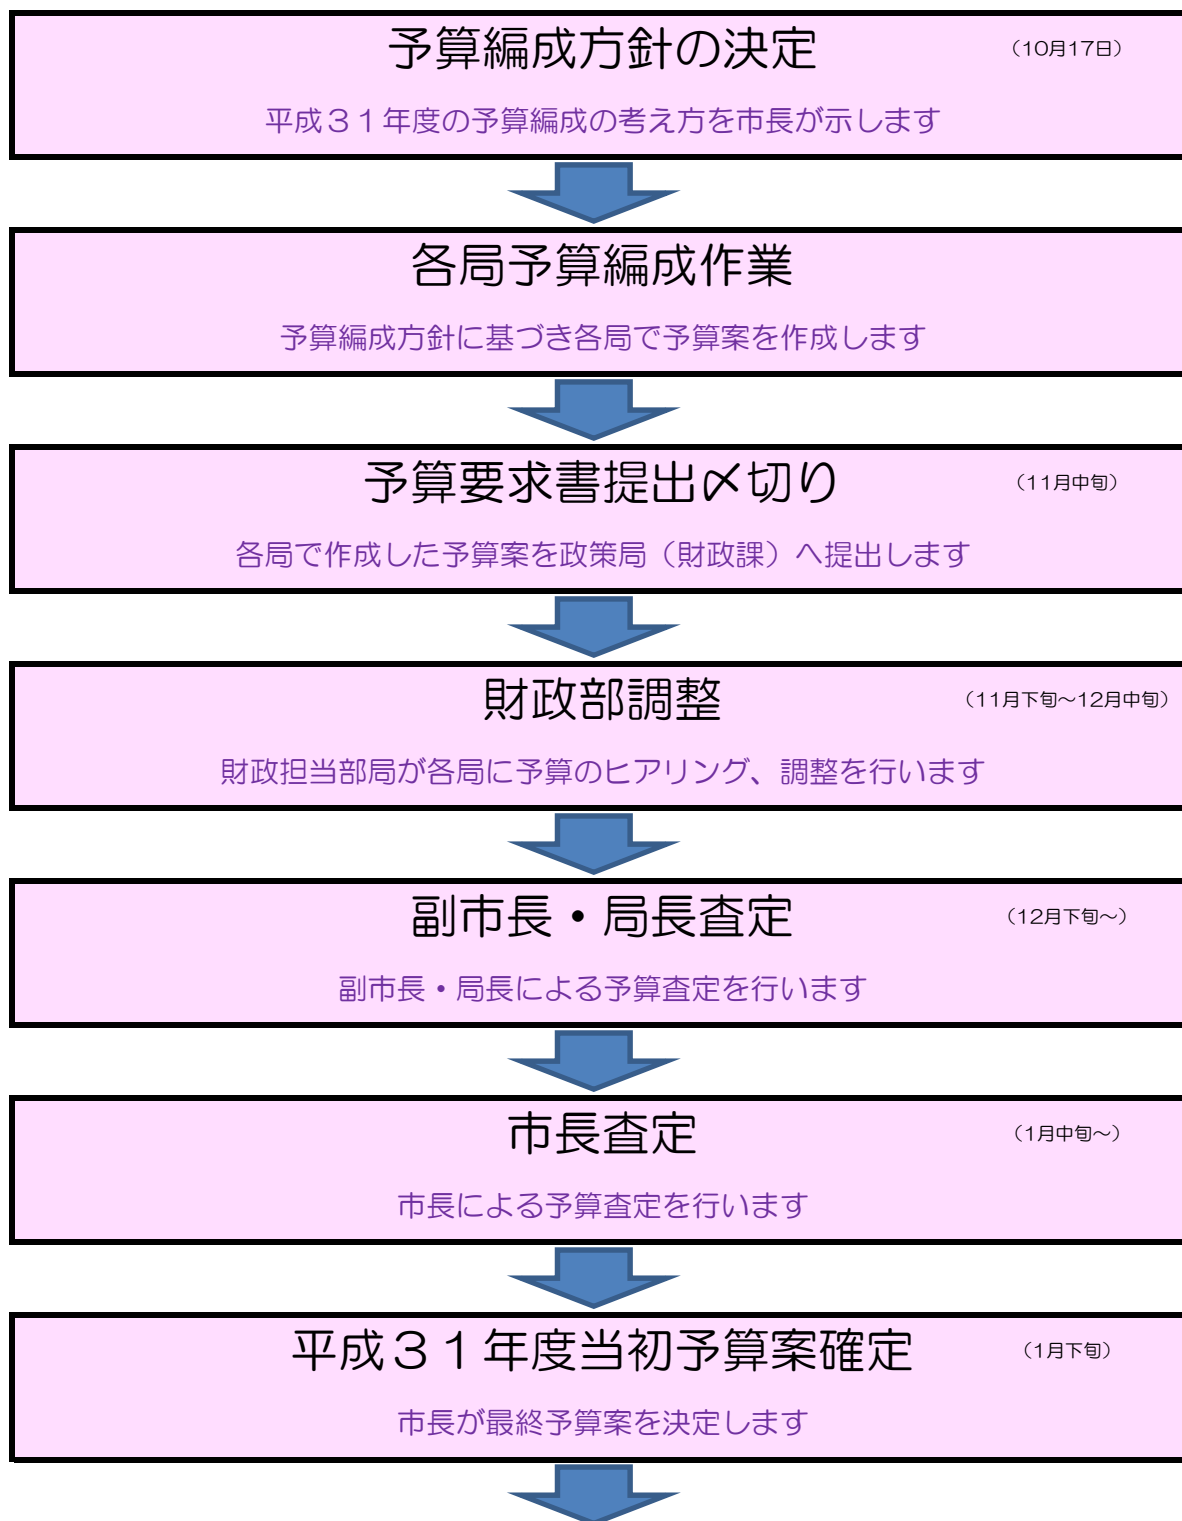 予算編成方針の決定 （10月17日）
平成３１年度の予算編成の考え方を市長が示します
各局予算編成作業
予算編成方針に基づき各局で予算案を作成します
予算要求書提出〆切り （11月中旬）
各局で作成した予算案を政策局（財政課）へ提出します
財政部調整 （11月下旬～12月中旬）
財政担当部局が各局に予算のヒアリング、調整を行います
副市長・局長査定 （12月下旬～）
副市長・局長による予算査定を行います
市長査定 （1月中旬～）
市長による予算査定を行います
平成３１年度当初予算案確定 （1月下旬）
市長が最終予算案を決定します